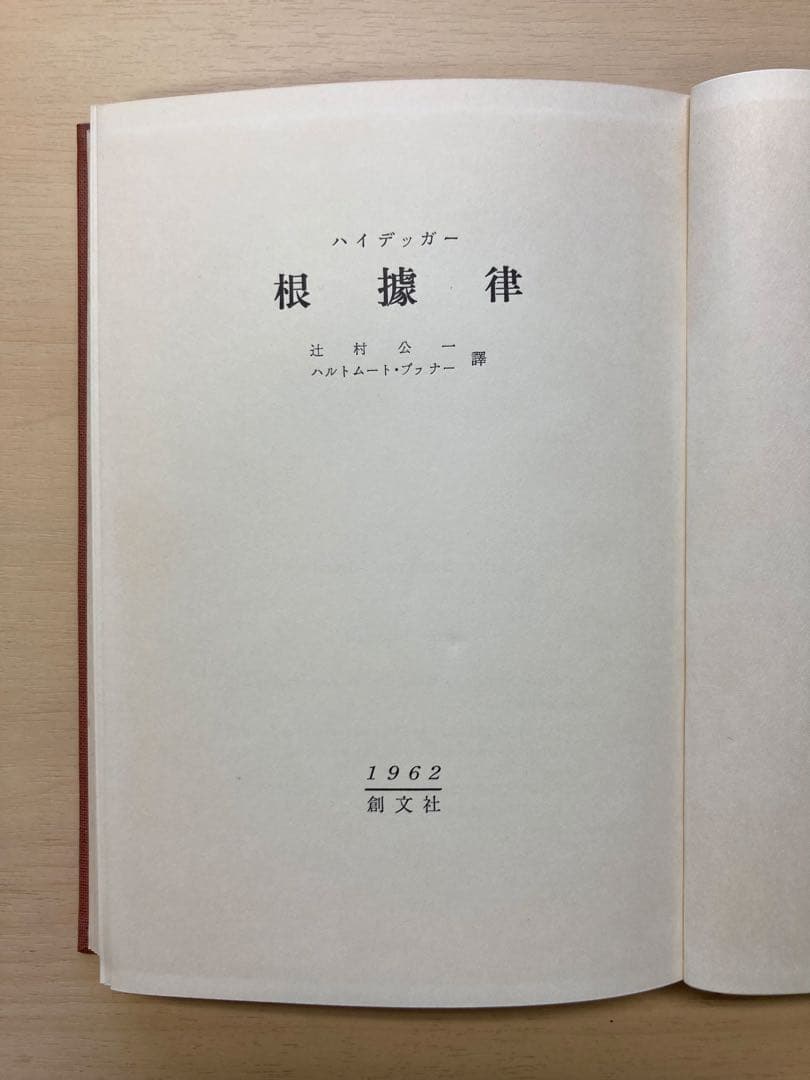 ハイデッガー
根據律
辻村公一
ハルトムート・ブッナー 譯
1962
創文社